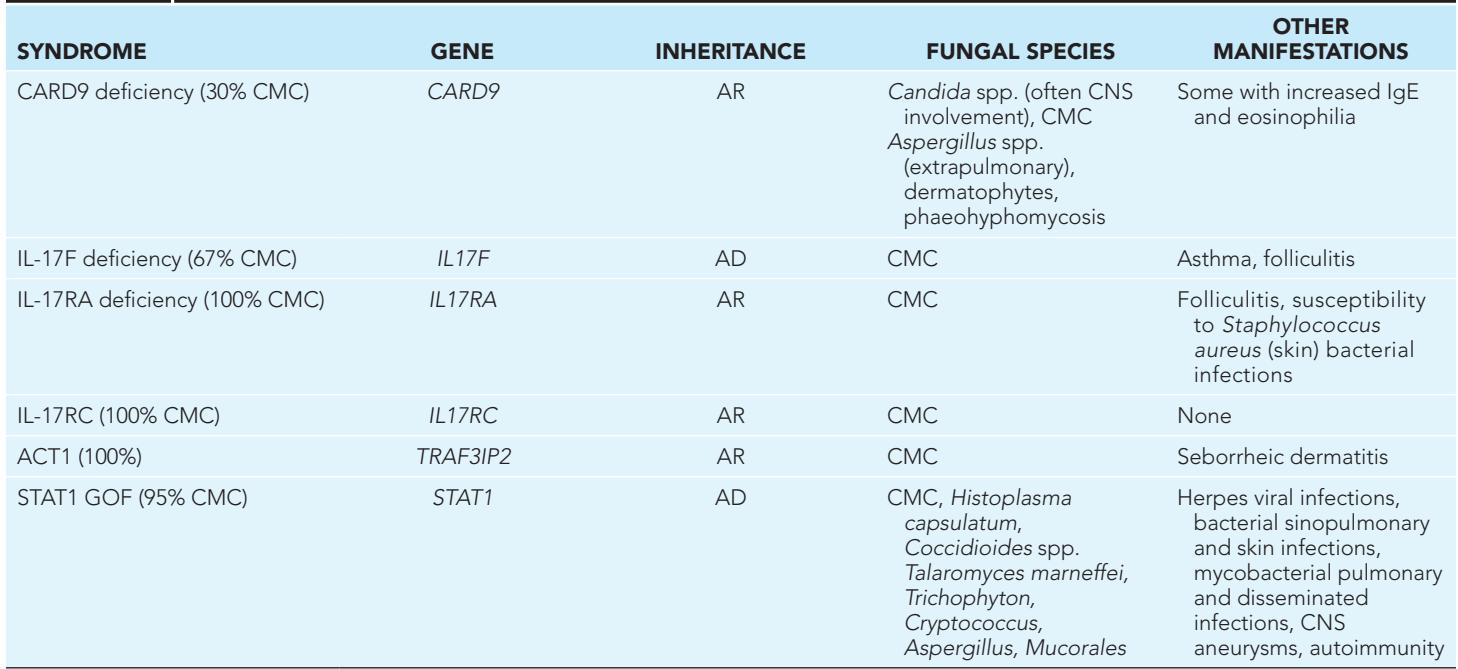 SYNDROME GENE INHERITANCE FUNGAL SPECIES OTHER MANIFESTATIONS
CARD9 deficiency (30% CMC) CARD9 AR Candida spp. (often CNS Some with increased IgE
involvement), CMC and eosinophilia
Aspergillus spp.
(extrapulmonary),
dermatophytes,
phaeohyphomycosis
IL-17F deficiency (67% CMC) IL17F AD CMC Asthma, folliculitis
IL-17RA deficiency (100% CMC) IL17RA AR CMC Folliculitis, susceptibility
to Staphylococcus
aureus (skin) bacterial
infections
IL-17RC (100% CMC) IL17RC AR CMC None
ACT1 (100%) TRAF3IP2 AR CMC Seborrheic dermatitis
STAT1 GOF (95% CMC) STAT1 AD CMC, Histoplasma Herpes viral infections,
capsulatum, bacterial sinopulmonary
Coccidioides spp. and skin infections,
Talaromyces marneffei, mycobacterial pulmonary
Trichophyton, and disseminated
Cryptococcus, infections, CNS
Aspergillus, Mucorales aneurysms, autoimmunity